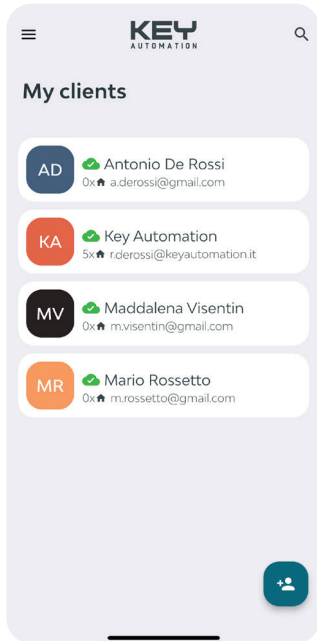 KEY
AUTOMATION
My clients
AD
Antonio De Rossi
0x a.derossi@gmail.com
KA
Key Automation
5x r.derossi@keyautomation.it
MV
Maddalena Visentin
0x m.visentin@gmail.com
MR
Mario Rossetto
0x m.rossetto@gmail.com